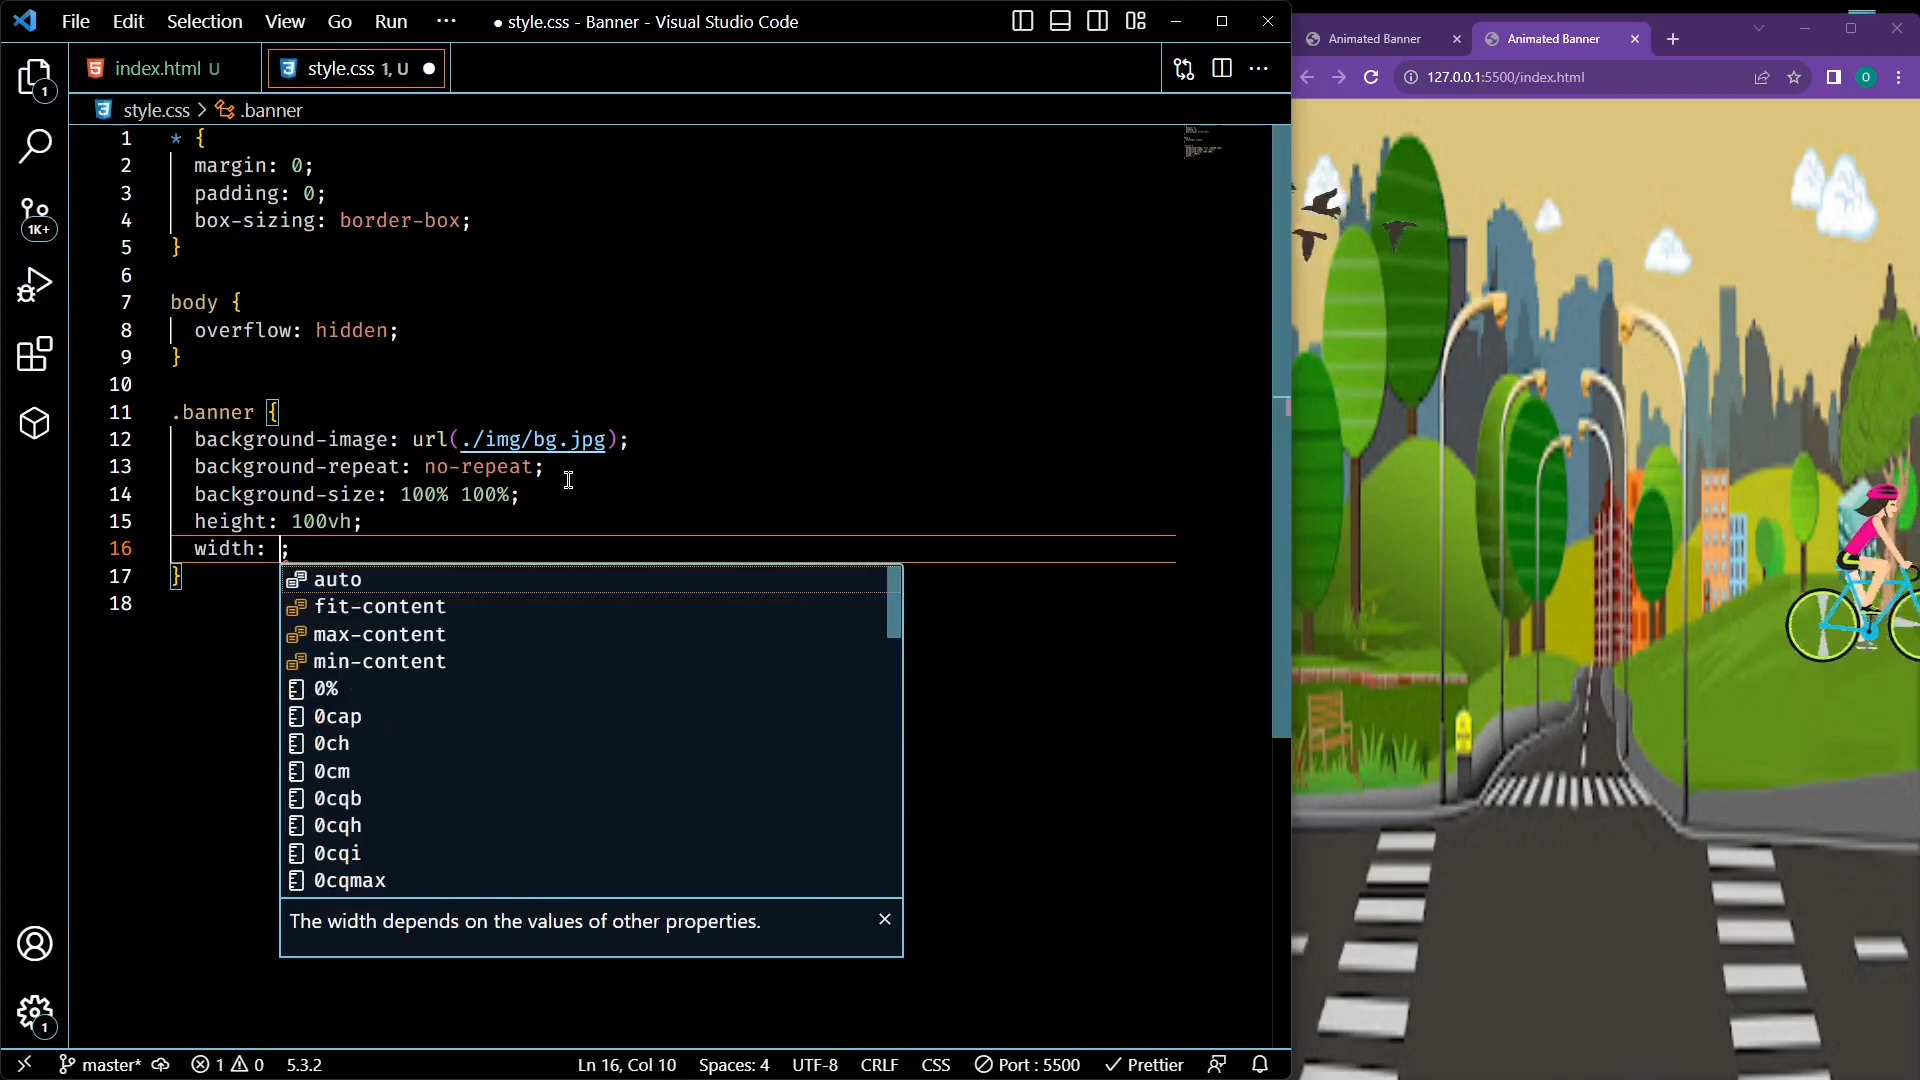 File Edit Selection View Go Run ··· ● style.css - Banner - Visual Studio Code
index.html U style.css 1, U ●
style.css > .banner
1 * {
2 margin: 0;
3 padding: 0;
4 box-sizing: border-box;
5 }
6
7 body {
8 overflow: hidden;
9 }
10
11 .banner {
12 background-image: url(./img/bg.jpg);
13 background-repeat: no-repeat;
14 background-size: 100% 100%;
15 height: 100vh;
16 width: ;
17 }
18
auto
fit-content
max-content
min-content
0%
0cap
0ch
0cm
0cqb
0cqh
0cqi
0cqmax
The width depends on the values of other properties.
1
1K+
1
master* 1 0 5.3.2 Ln 16, Col 10 Spaces: 4 UTF-8 CRLF CSS Port : 5500 Prettier
Animated Banner Animated Banner
127.0.0.1:5500/index.html O